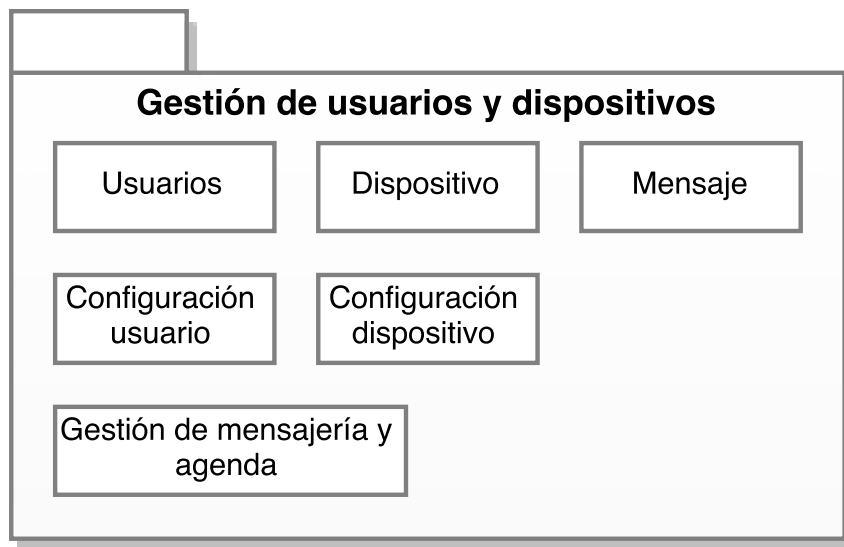 Gestión de usuarios y dispositivos
Usuarios
Dispositivo
Mensaje
Configuración
usuario
Configuración
dispositivo
Gestión de mensajería y
agenda